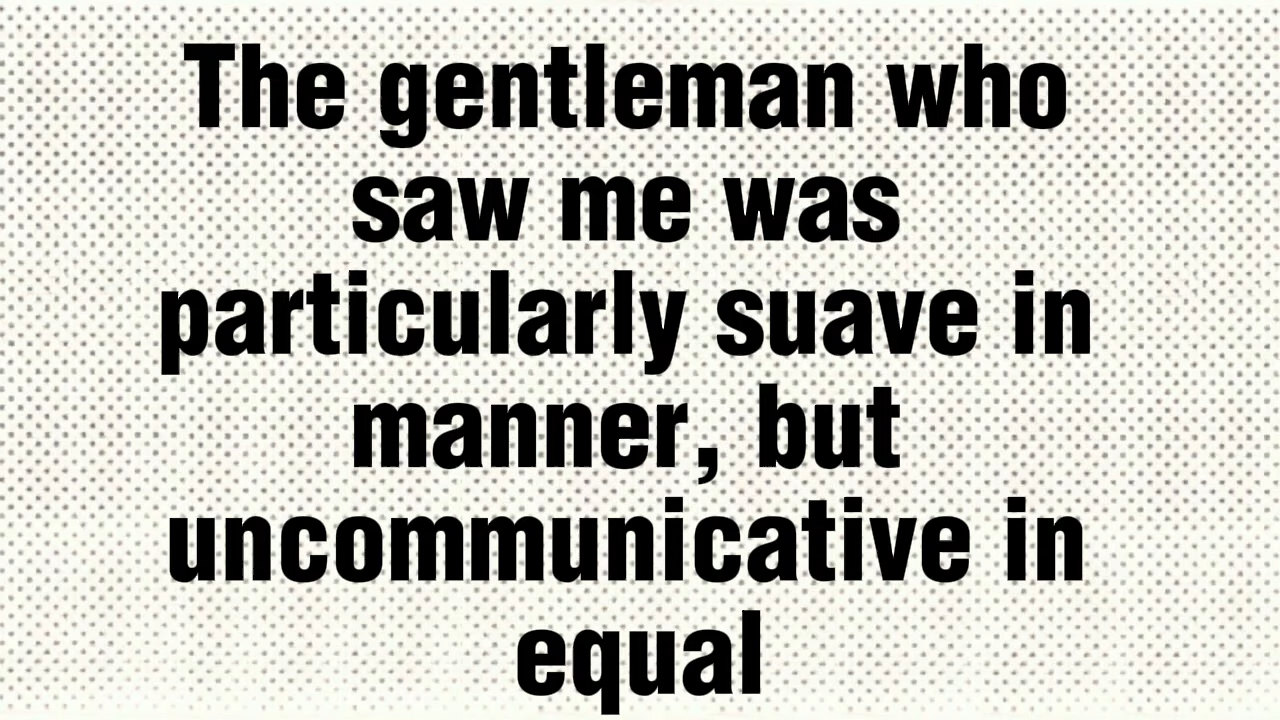 The gentleman who
saw me was
particularly suave in
manner, but
uncommunicative in
equal